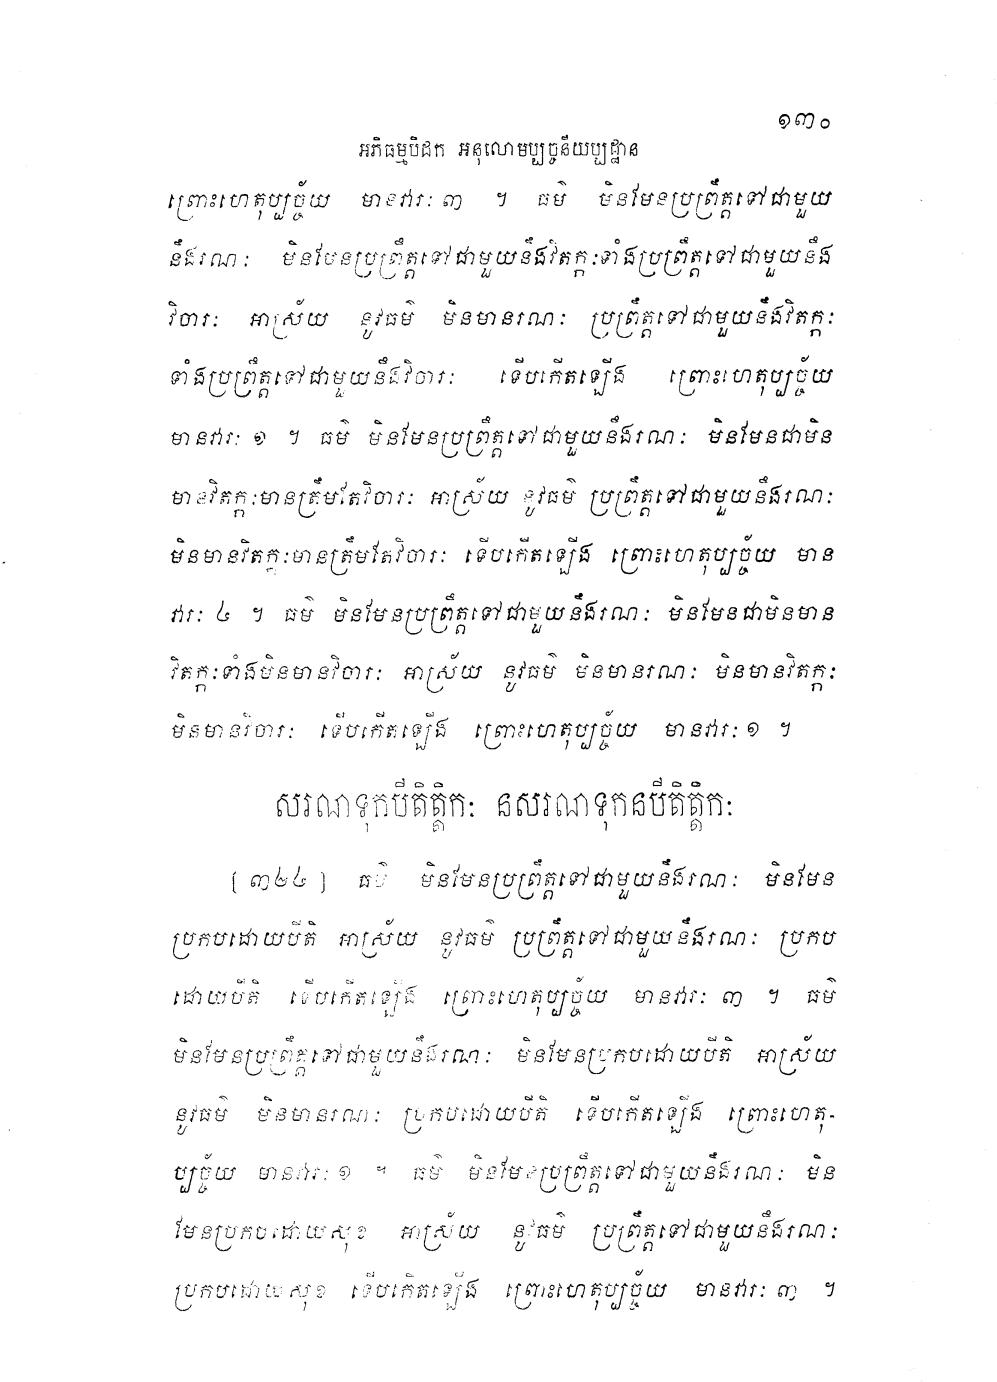 ១៣០
អភិធម្មបិដក អនុលោមប្បច្ចនីយប្បដ្ឋាន
ព្រោះហេតុប្បច្ច័យ មានវារៈ ៣ ។ ធម៌ មិនមែនប្រព្រឹត្តទៅជាមួយ
នឹងរណៈ មិនមែនប្រព្រឹត្តទៅជាមួយនឹងវិតក្កៈទាំងប្រព្រឹត្តទៅជាមួយនឹង
វិចារៈ អាស្រ័យ នូវធម៌ មិនមានរណៈ ប្រព្រឹត្តទៅជាមួយនឹងវិតក្កៈ
ទាំងប្រព្រឹត្តទៅជាមួយនឹងវិចារៈ ទើបកើតឡើង ព្រោះហេតុប្បច្ច័យ
មានវារៈ ១ ។ ធម៌ មិនមែនប្រព្រឹត្តទៅជាមួយនឹងរណៈ មិនមែនជាមិន
មានវិតក្កៈមានត្រឹមតែវិចារៈ អាស្រ័យ នូវធម៌ ប្រព្រឹត្តទៅជាមួយនឹងរណៈ
មិនមានវិតក្កៈមានត្រឹមតែវិចារៈ ទើបកើតឡើង ព្រោះហេតុប្បច្ច័យ មាន
វារៈ ៤ ។ ធម៌ មិនមែនប្រព្រឹត្តទៅជាមួយនឹងរណៈ មិនមែនជាមិនមាន
វិតក្កៈទាំងមិនមានវិចារៈ អាស្រ័យ នូវធម៌ មិនមានរណៈ មិនមានវិតក្កៈ
មិនមានវិចារៈ ទើបកើតឡើង ព្រោះហេតុប្បច្ច័យ មានវារៈ ១ ។
សរណទុកបីតិត្តិកៈ នសរណទុកនបីតិត្តិកៈ
[ ៣២៤ ] ធម៌ មិនមែនប្រព្រឹត្តទៅជាមួយនឹងរណៈ មិនមែន
ប្រកបដោយបីតិ អាស្រ័យ នូវធម៌ ប្រព្រឹត្តទៅជាមួយនឹងរណៈ ប្រកប
ដោយបីតិ ទើបកើតឡើង ព្រោះហេតុប្បច្ច័យ មានវារៈ ៣ ។ ធម៌
មិនមែនប្រព្រឹត្តទៅជាមួយនឹងរណៈ មិនមែនប្រកបដោយបីតិ អាស្រ័យ
នូវធម៌ មិនមានរណៈ ប្រកបដោយបីតិ ទើបកើតឡើង ព្រោះហេតុ-
ប្បច្ច័យ មានវារៈ ១ ។ ធម៌ មិនមែនប្រព្រឹត្តទៅជាមួយនឹងរណៈ មិន
មែនប្រកបដោយសុខ អាស្រ័យ នូវធម៌ ប្រព្រឹត្តទៅជាមួយនឹងរណៈ
ប្រកបដោយសុខ ទើបកើតឡើង ព្រោះហេតុប្បច្ច័យ មានវារៈ ៣ ។